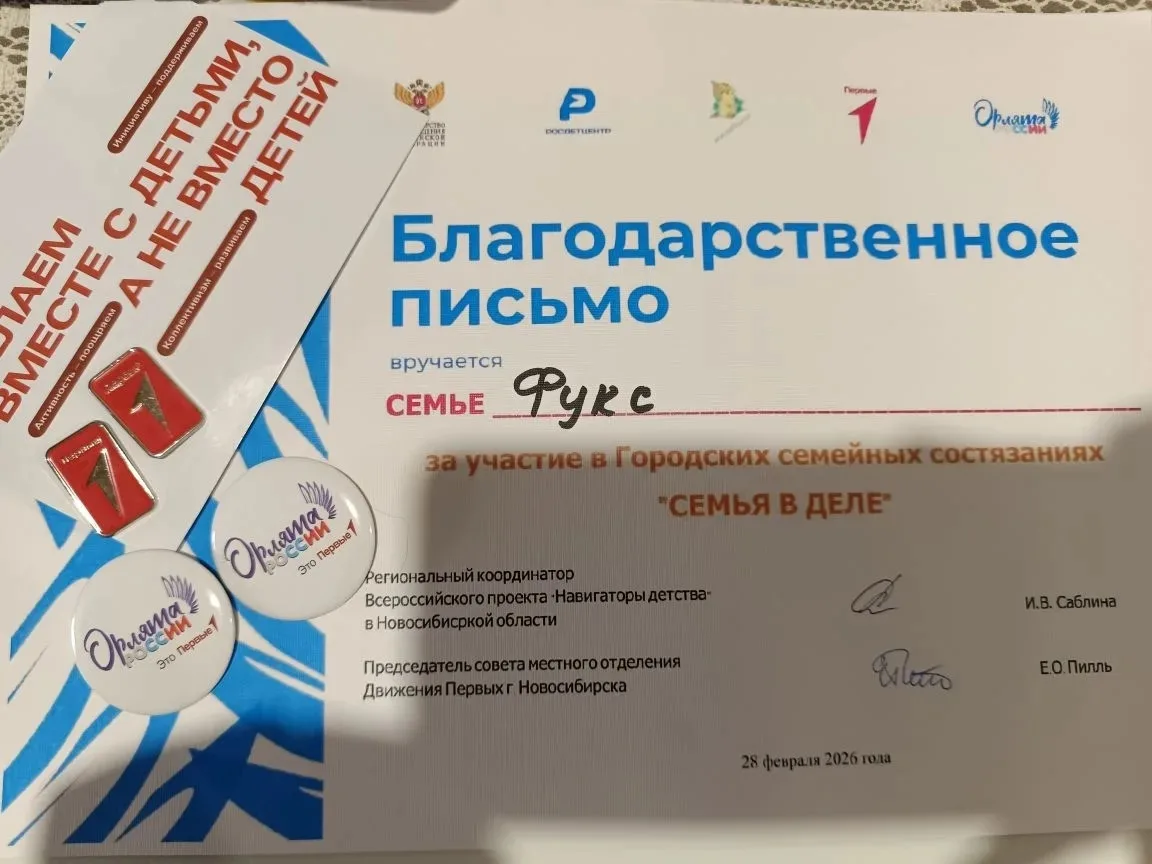 Инициативу – поддерживаем
ВМЕСТЕ С ДЕТЬМИ,
А НЕ ВМЕСТО
ДЕТЕЙ
Активность – поощряем
Коллективизм – развиваем
Орлята
РОССИИ
Это Первые
Орлята
РОССИИ
Это Первые
РОСДЕТЦЕНТР
Первые
Орлята
РОССИИ
Благодарственное
письмо
вручается
СЕМЬЕ Фукс
за участие в Городских семейных состязаниях
"СЕМЬЯ В ДЕЛЕ"
Региональный координатор
Всероссийского проекта "Навигаторы детства"
в Новосибисркой области
И.В. Саблина
Председатель совета местного отделения
Движения Первых г. Новосибирска
Е.О. Пилль
28 февраля 2026 года